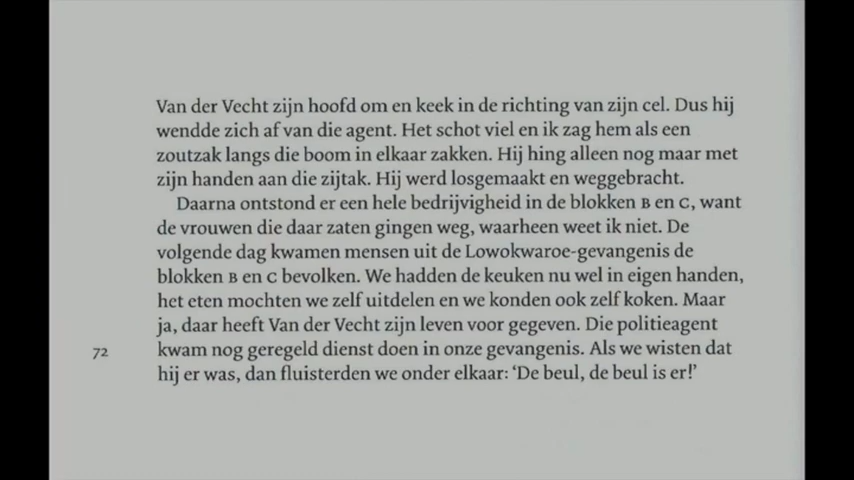 Van der Vecht zijn hoofd om en keek in de richting van zijn cel. Dus hij
wendde zich af van die agent. Het schot viel en ik zag hem als een
zoutzak langs die boom in elkaar zakken. Hij hing alleen nog maar met
zijn handen aan die zijtak. Hij werd losgemaakt en weggebracht.
Daarna ontstond er een hele bedrijvigheid in de blokken B en C, want
de vrouwen die daar zaten gingen weg, waarheen weet ik niet. De
volgende dag kwamen mensen uit de Lowokwaroe-gevangenis de
blokken B en C bevolken. We hadden de keuken nu wel in eigen handen,
het eten mochten we zelf uitdelen en we konden ook zelf koken. Maar
ja, daar heeft Van der Vecht zijn leven voor gegeven. Die politieagent
72 kwam nog geregeld dienst doen in onze gevangenis. Als we wisten dat
hij er was, dan fluisterden we onder elkaar: ‘De beul, de beul is er!’